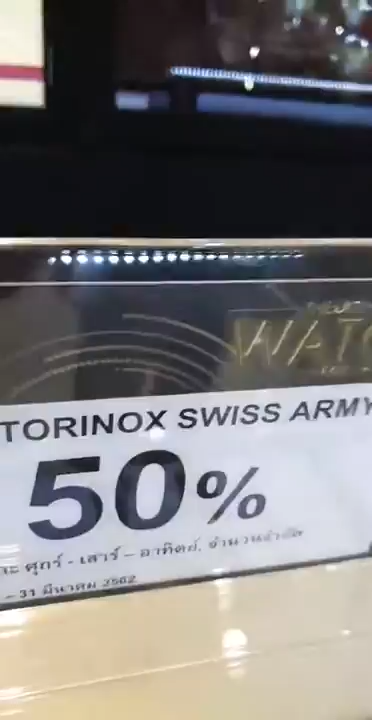 WATC
TORINOX SWISS ARMY
50%
ศุกร์ - เสาร์ - อาทิตย์, จำนวนจำกัด
- 31 มีนาคม 2562